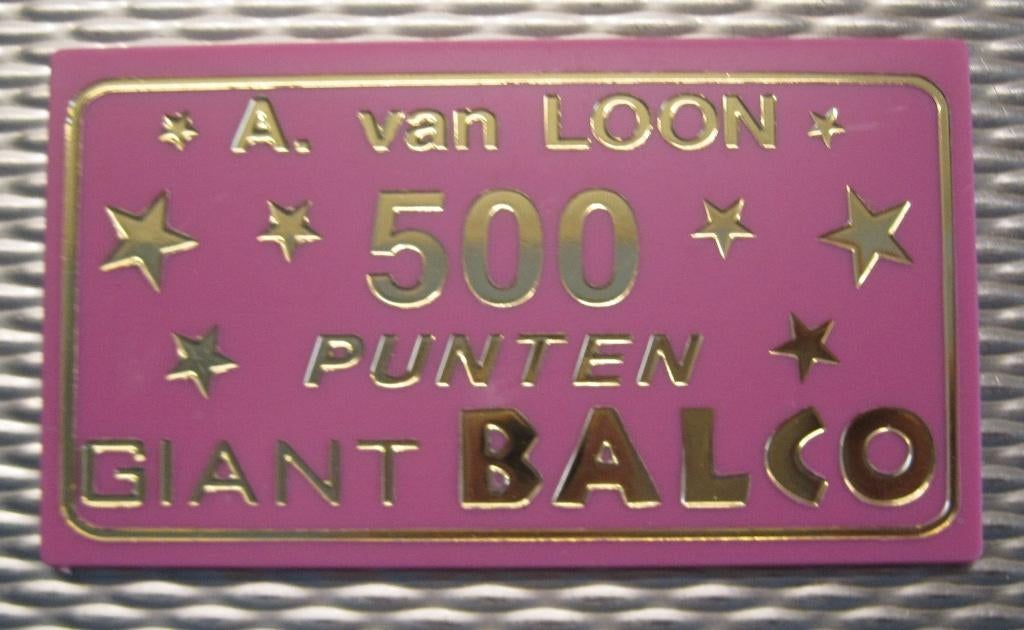 A. van LOON
500
PUNTEN
GIANT BALCO